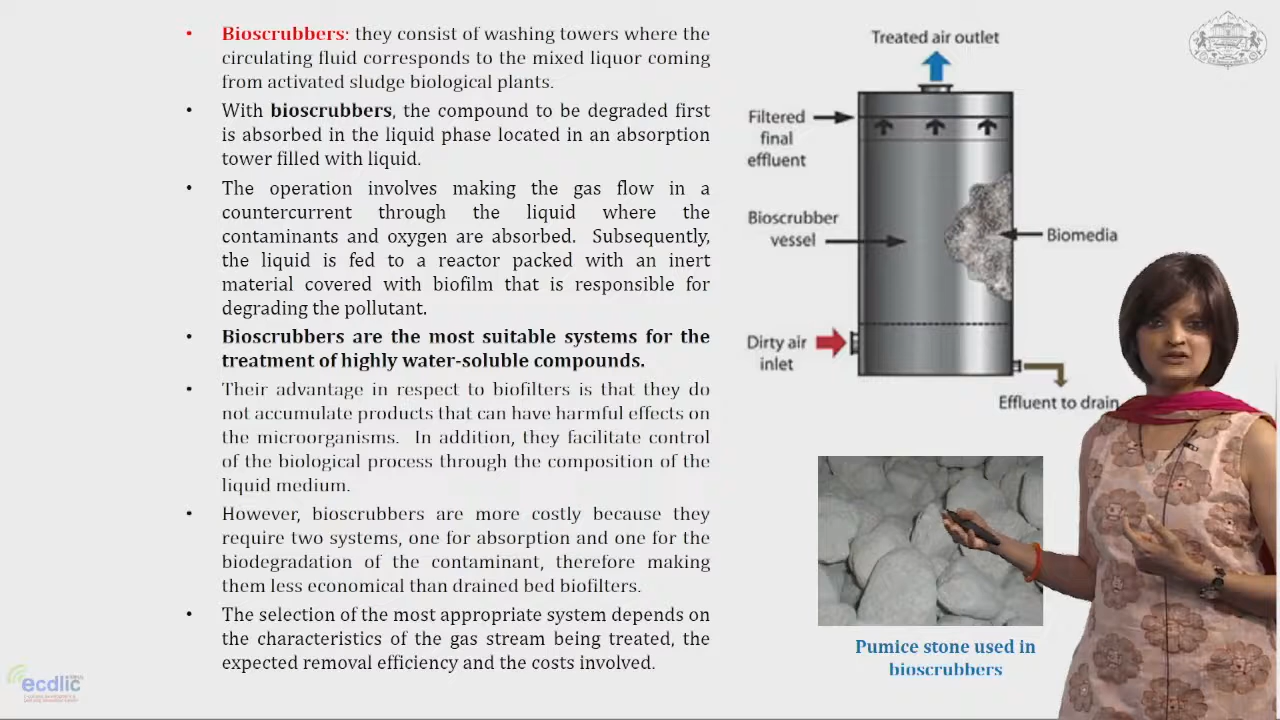 • Bioscrubbers: they consist of washing towers where the
circulating fluid corresponds to the mixed liquor coming
from activated sludge biological plants.
• With bioscrubbers, the compound to be degraded first
is absorbed in the liquid phase located in an absorption
tower filled with liquid.
• The operation involves making the gas flow in a
countercurrent through the liquid where the
contaminants and oxygen are absorbed. Subsequently,
the liquid is fed to a reactor packed with an inert
material covered with biofilm that is responsible for
degrading the pollutant.
• Bioscrubbers are the most suitable systems for the
treatment of highly water-soluble compounds.
• Their advantage in respect to biofilters is that they do
not accumulate products that can have harmful effects on
the microorganisms. In addition, they facilitate control
of the biological process through the composition of the
liquid medium.
• However, bioscrubbers are more costly because they
require two systems, one for absorption and one for the
biodegradation of the contaminant, therefore making
them less economical than drained bed biofilters.
• The selection of the most appropriate system depends on
the characteristics of the gas stream being treated, the
expected removal efficiency and the costs involved.
Treated air outlet
Filtered
final
effluent
Bioscrubber
vessel
Biomedia
Dirty air
inlet
Effluent to drain
Pumice stone used in
bioscrubbers
ecdlic